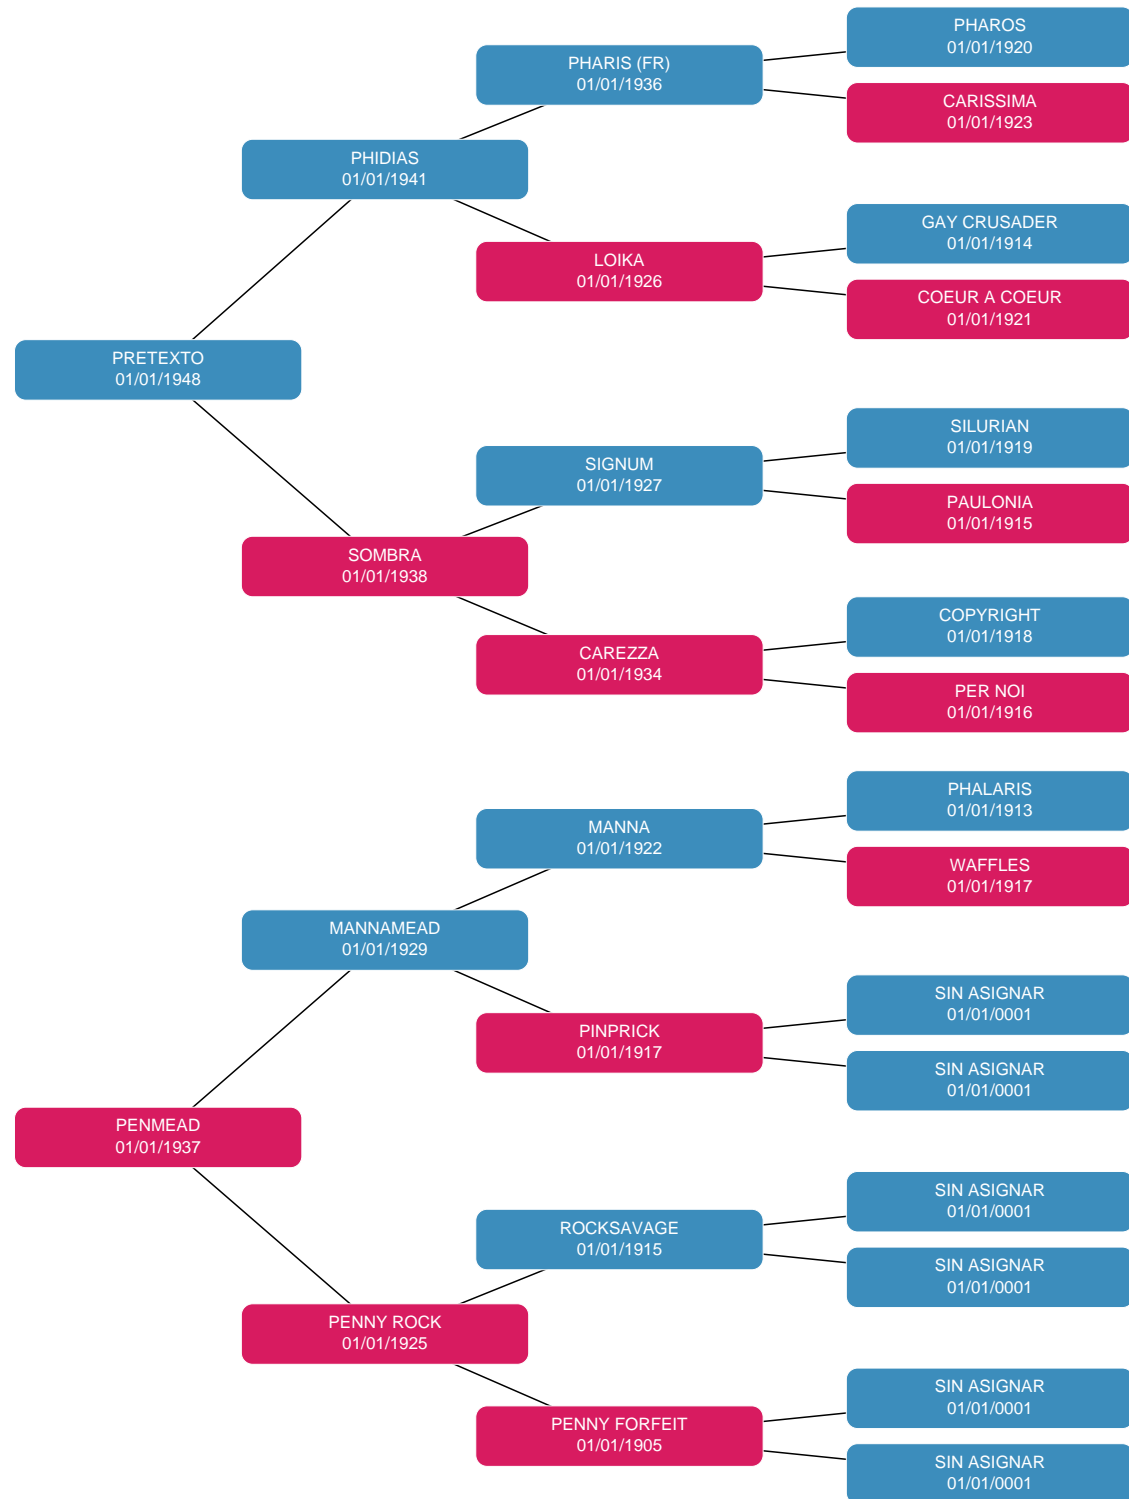 PHAROS
01/01/1920
PHARIS (FR)
01/01/1936
CARISSIMA
01/01/1923
PHIDIAS
01/01/1941
GAY CRUSADER
01/01/1914
LOIKA
01/01/1926
COEUR A COEUR
01/01/1921
PRETEXTO
01/01/1948
SILURIAN
01/01/1919
SIGNUM
01/01/1927
PAULONIA
01/01/1915
SOMBRA
01/01/1938
COPYRIGHT
01/01/1918
CAREZZA
01/01/1934
PER NOI
01/01/1916
PHALARIS
01/01/1913
MANNA
01/01/1922
WAFFLES
01/01/1917
MANNAMEAD
01/01/1929
SIN ASIGNAR
01/01/0001
PINPRICK
01/01/1917
SIN ASIGNAR
01/01/0001
PENMEAD
01/01/1937
SIN ASIGNAR
01/01/0001
ROCKSAVAGE
01/01/1915
SIN ASIGNAR
01/01/0001
PENNY ROCK
01/01/1925
SIN ASIGNAR
01/01/0001
PENNY FORFEIT
01/01/1905
SIN ASIGNAR
01/01/0001